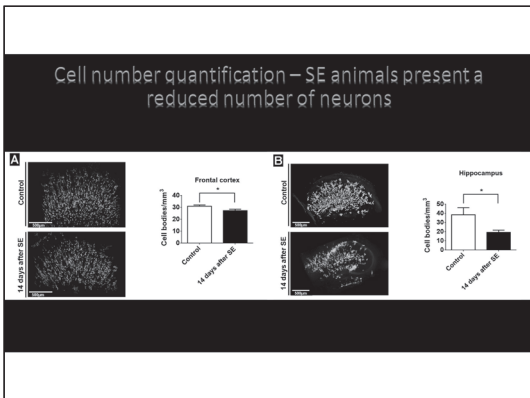 Cell number quantification – SE animals present a
reduced number of neurons
A
Control
500µm
14 days after SE
500µm
Frontal cortex
*
Cell bodies/mm³
40
30
20
10
0
Control
14 days after SE
B
Control
500µm
14 days after SE
500µm
Hippocampus
*
Cell bodies/mm³
50
40
30
20
10
0
Control
14 days after SE